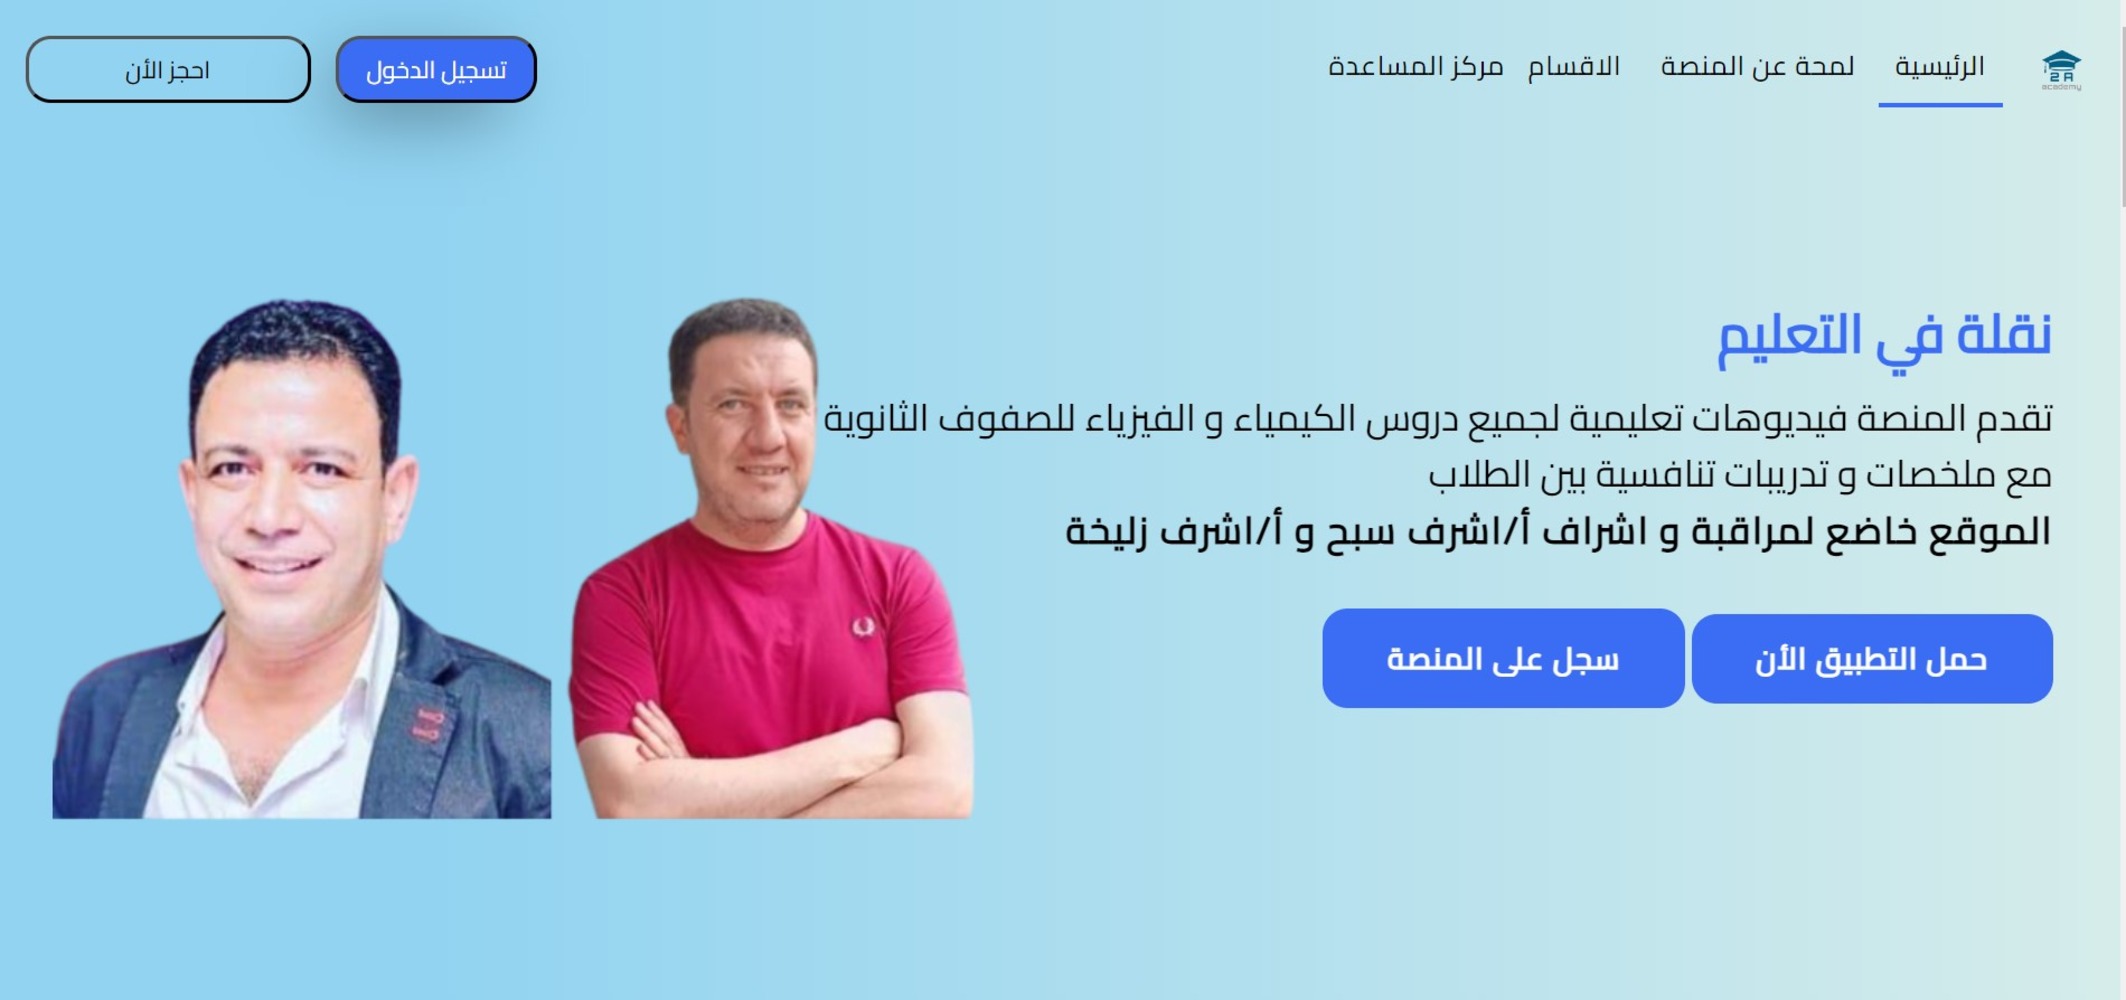 2A
academy
الرئيسية
لمحة عن المنصة
الاقسام
مركز المساعدة
تسجيل الدخول
احجز الأن
نقلة في التعليم
تقدم المنصة فيديوهات تعليمية لجميع دروس الكيمياء و الفيزياء للصفوف الثانوية
مع ملخصات و تدريبات تنافسية بين الطلاب
الموقع خاضع لمراقبة و اشراف أ/اشرف سبح و أ/اشرف زليخة
حمل التطبيق الأن
سجل على المنصة